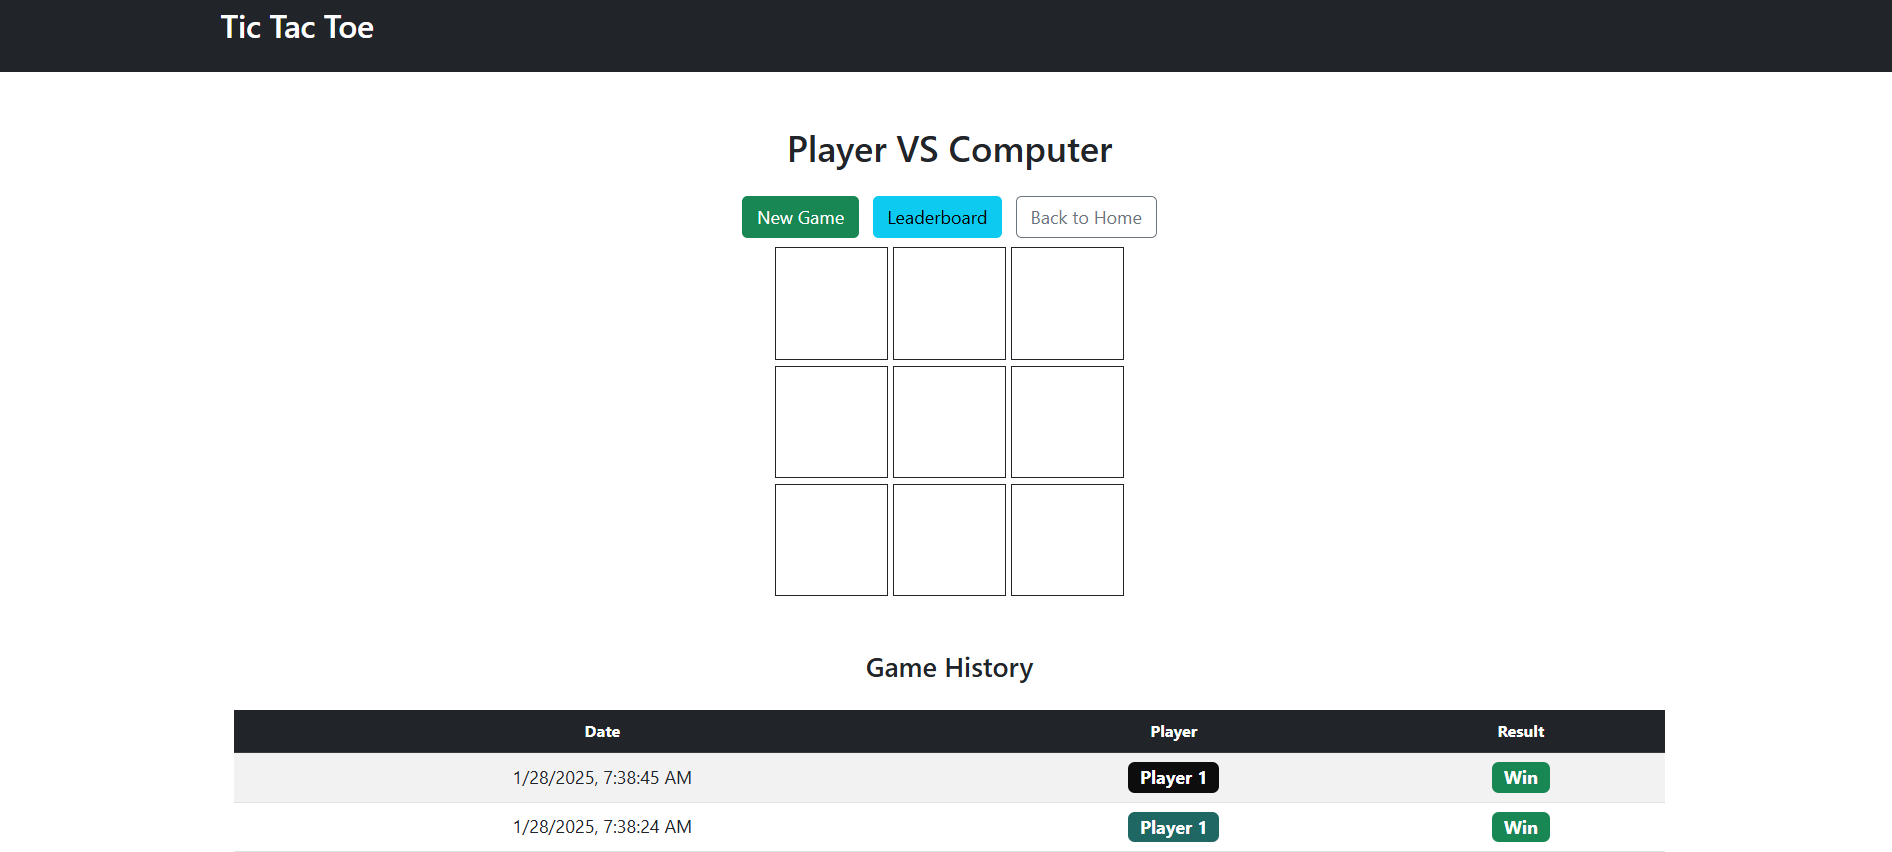 Tic Tac Toe
Player VS Computer
New Game Leaderboard Back to Home
Game History
Date Player Result
1/28/2025, 7:38:45 AM Player 1 Win
1/28/2025, 7:38:24 AM Player 1 Win